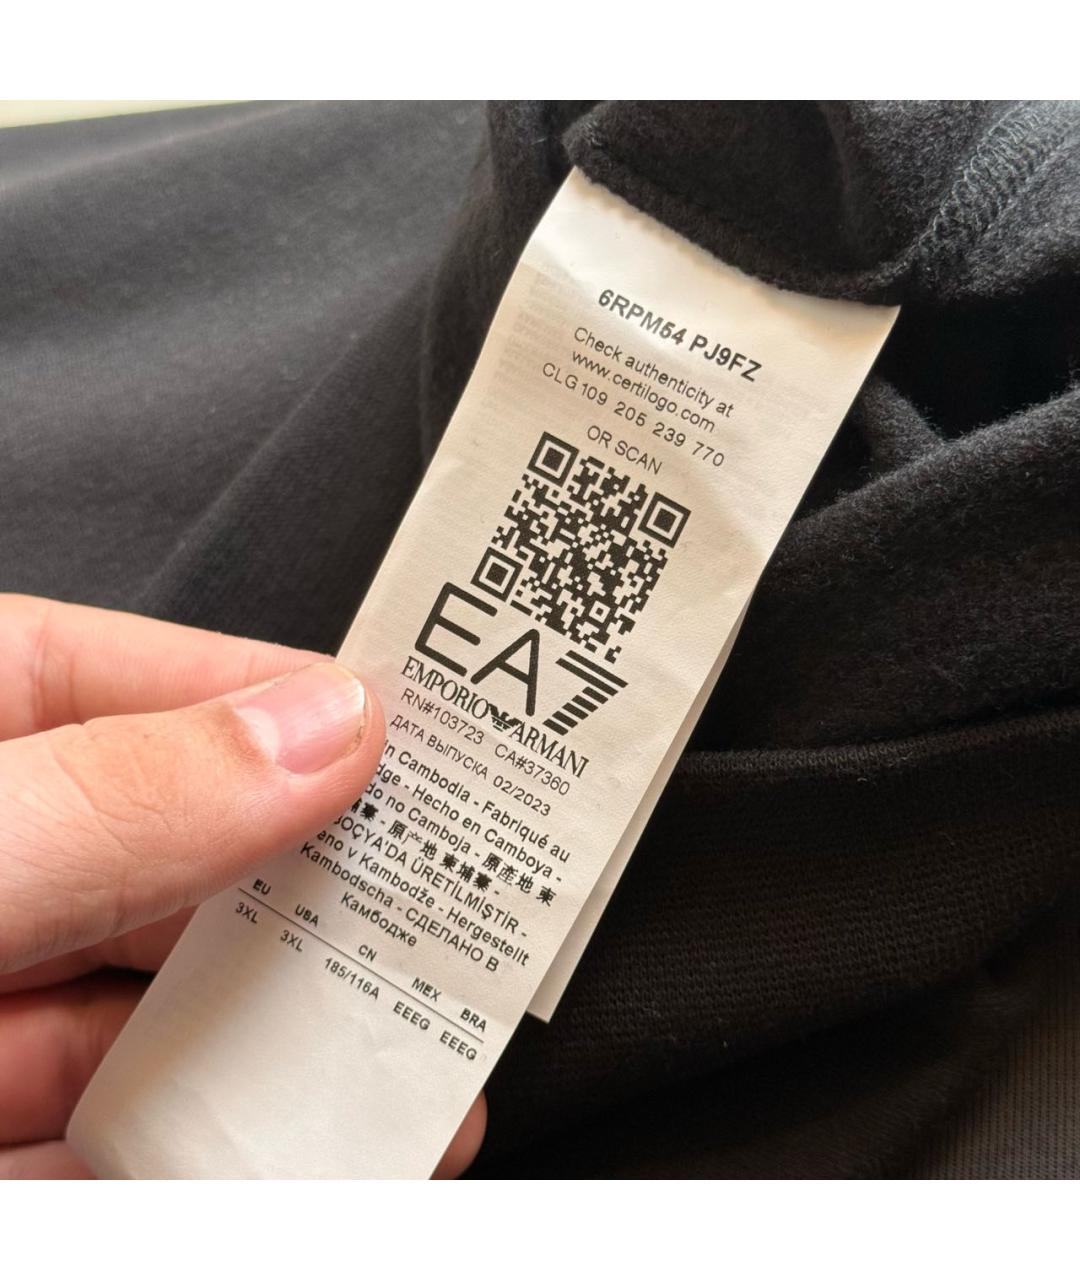 6RPM54 PJ9FZ
Check authenticity at
www.certilogo.com
CLG 109 205 239 770
OR SCAN
EA7
EMPORIO ARMANI
RN#103723 CA#37360
ДАТА ВЫПУСКА 02/2023
in Cambodia - Fabriqué au
dge - Hecho en Camboya -
do no Camboja - 原産地 柬
埔寨 - 原产地 柬埔寨 -
BOÇYA'DA ÜRETİLMİŞTİR -
eno v Kambodže - Hergestellt
Kambodscha - СДЕЛАНО В
Камбодже
EU USA CN MEX BRA
3XL 3XL 185/116A EEEG EEEG